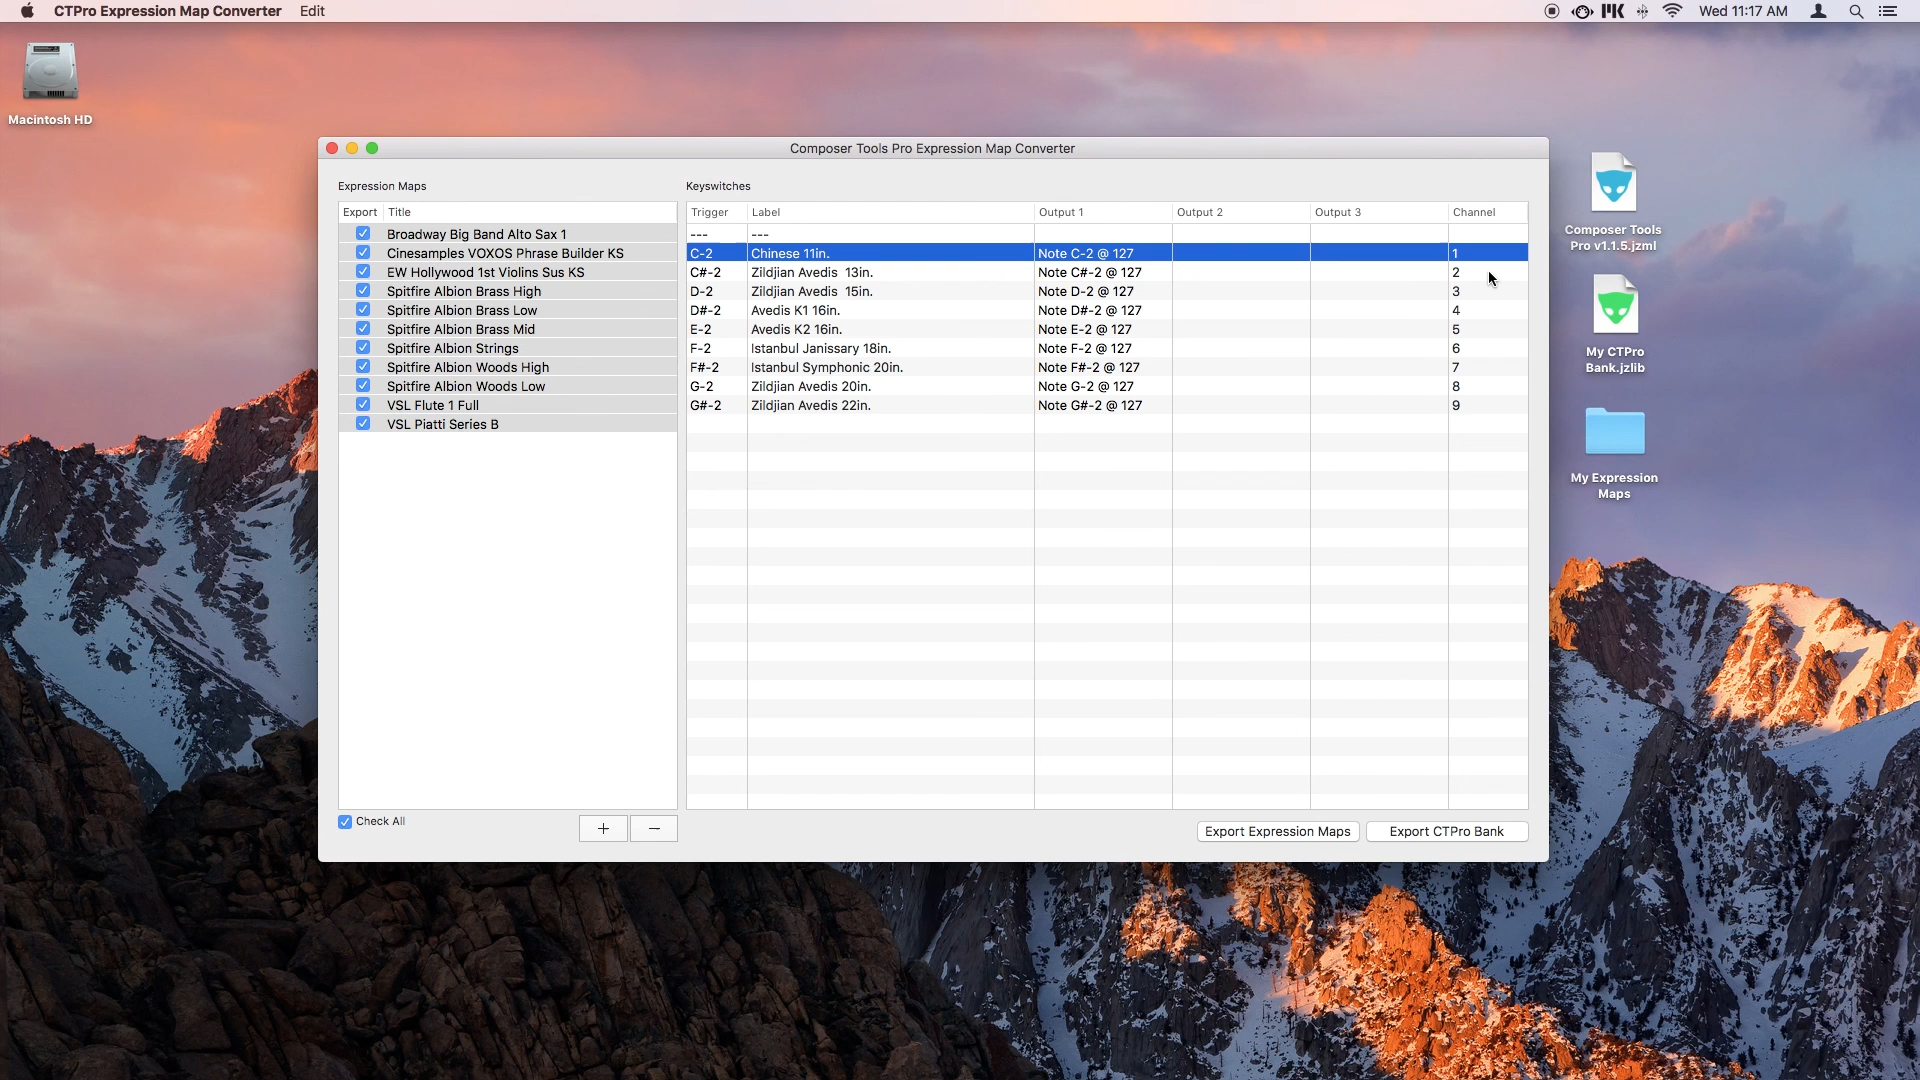 CTPro Expression Map Converter Edit Wed 11:17 AM
Macintosh HD
Composer Tools Pro Expression Map Converter
Expression Maps
Export Title
Broadway Big Band Alto Sax 1
Cinesamples VOXOS Phrase Builder KS
EW Hollywood 1st Violins Sus KS
Spitfire Albion Brass High
Spitfire Albion Brass Low
Spitfire Albion Brass Mid
Spitfire Albion Strings
Spitfire Albion Woods High
Spitfire Albion Woods Low
VSL Flute 1 Full
VSL Piatti Series B
Check All
+ −
Keyswitches
Trigger Label Output 1 Output 2 Output 3 Channel
--- ---
C-2 Chinese 11in. Note C-2 @ 127 1
C#-2 Zildjian Avedis 13in. Note C#-2 @ 127 2
D-2 Zildjian Avedis 15in. Note D-2 @ 127 3
D#-2 Avedis K1 16in. Note D#-2 @ 127 4
E-2 Avedis K2 16in. Note E-2 @ 127 5
F-2 Istanbul Janissary 18in. Note F-2 @ 127 6
F#-2 Istanbul Symphonic 20in. Note F#-2 @ 127 7
G-2 Zildjian Avedis 20in. Note G-2 @ 127 8
G#-2 Zildjian Avedis 22in. Note G#-2 @ 127 9
Export Expression Maps Export CTPro Bank
Composer Tools
Pro v1.1.5.jzml
My CTPro
Bank.jzlib
My Expression
Maps